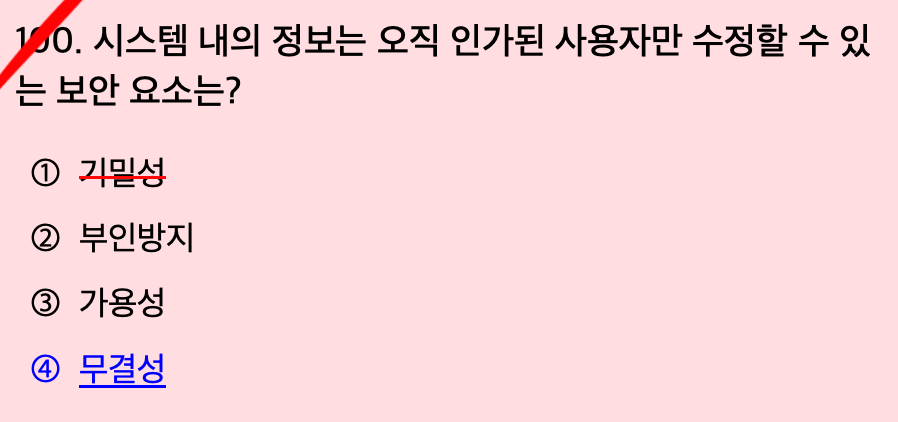 100. 시스템 내의 정보는 오직 인가된 사용자만 수정할 수 있
는 보안 요소는?
① 기밀성
② 부인방지
③ 가용성
④ 무결성